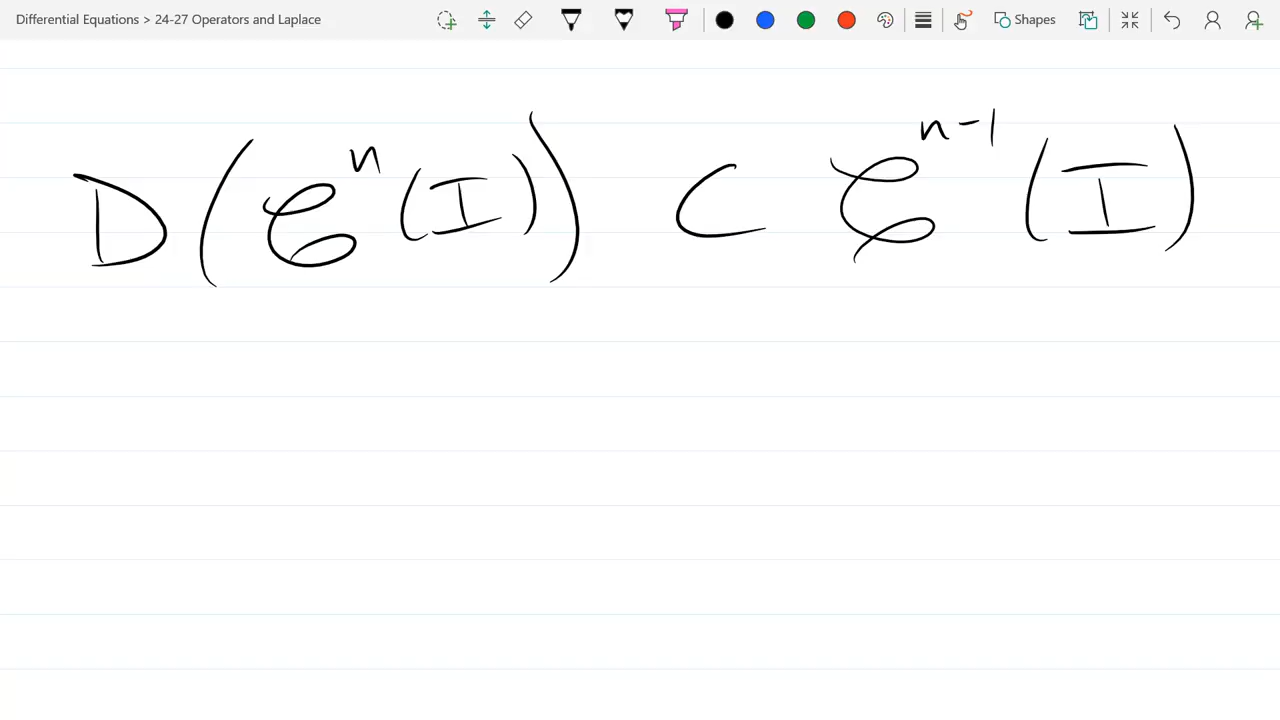 Differential Equations > 24-27 Operators and Laplace
Shapes
D(C^n(I)) ⊂ C^{n-1}(I)